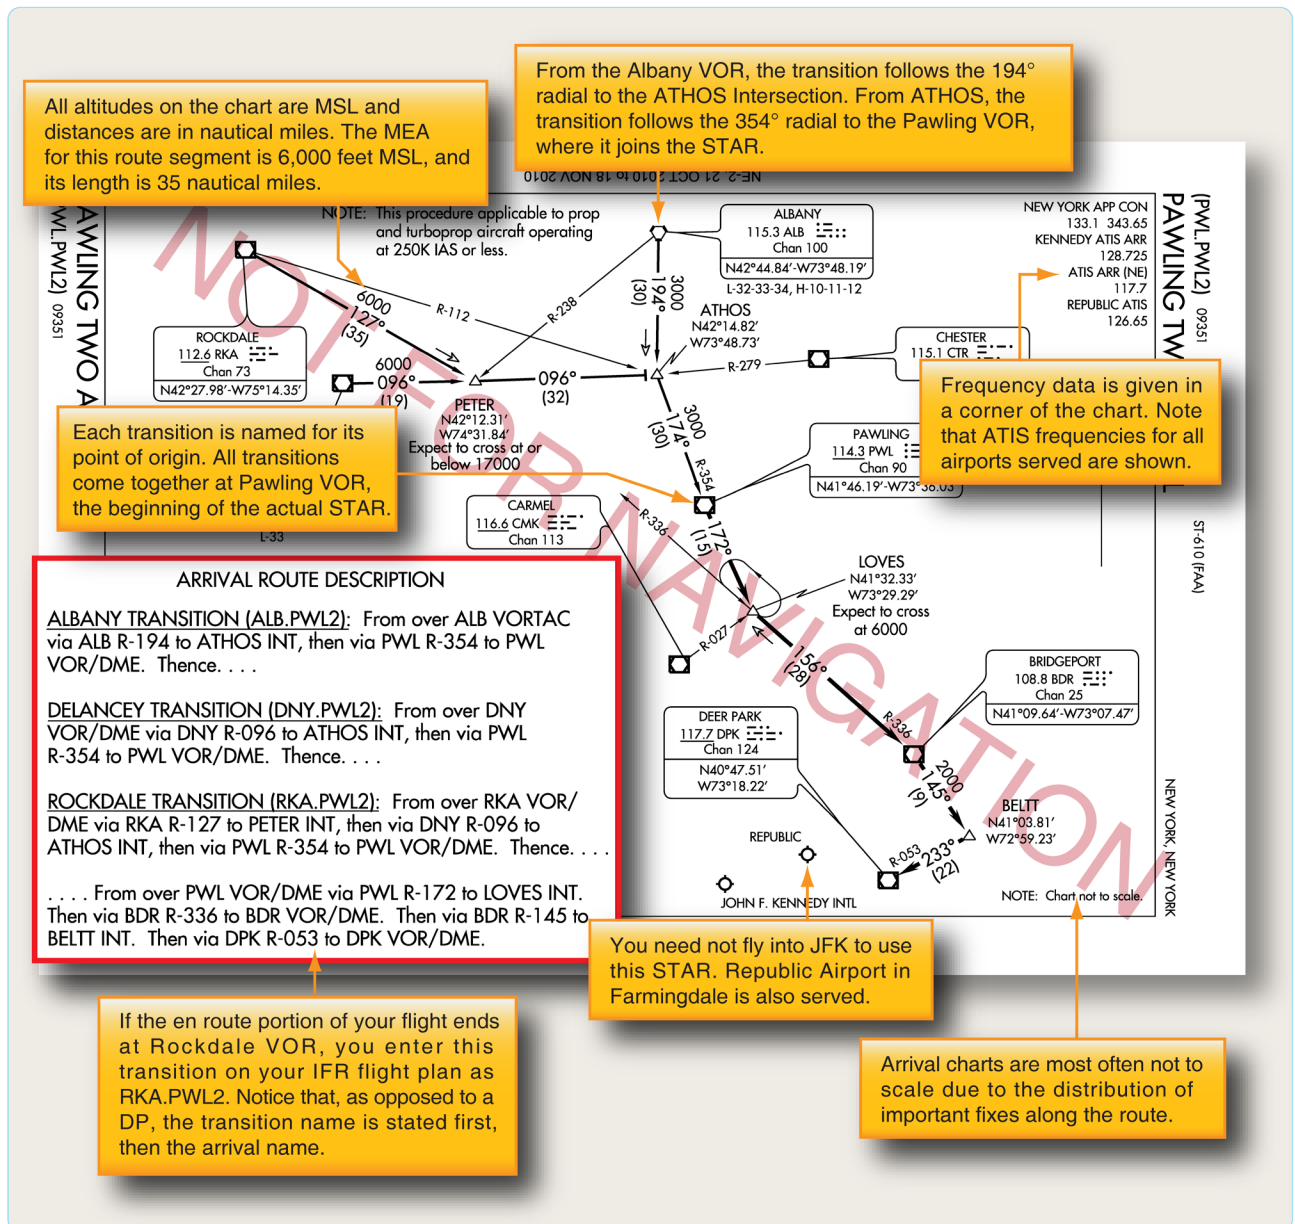 From the Albany VOR, the transition follows the 194°
radial to the ATHOS Intersection. From ATHOS, the
transition follows the 354° radial to the Pawling VOR,
where it joins the STAR.
All altitudes on the chart are MSL and
distances are in nautical miles. The MEA
for this route segment is 6,000 feet MSL, and
its length is 35 nautical miles.
NE-2, 21 OCT 2010 to 18 NOV 2010
(PWL.PWL2) 09351
PAWLING TW
ST-610 (FAA)
NEW YORK, NEW YORK
WL.PWL2) 09351
AWLING TWO A
NOTE: This procedure applicable to prop
and turboprop aircraft operating
at 250K IAS or less.
ALBANY
115.3 ALB
Chan 100
N42°44.84'-W73°48.19'
L-32-33-34, H-10-11-12
NEW YORK APP CON
133.1 343.65
KENNEDY ATIS ARR
128.725
ATIS ARR (NE)
117.7
REPUBLIC ATIS
126.65
6000
127°
(35)
R-112
R-238
3000
194°
(30)
ATHOS
N42°14.82'
W73°48.73'
ROCKDALE
112.6 RKA
Chan 73
N42°27.98'-W75°14.35'
CHESTER
115.1 CTR
R-279
6000
096°
(19)
096°
(32)
PETER
N42°12.31'
W74°31.84'
Expect to cross at or
below 17000
3000
174°
(30)
R-354
Frequency data is given in
a corner of the chart. Note
that ATIS frequencies for all
airports served are shown.
Each transition is named for its
point of origin. All transitions
come together at Pawling VOR,
the beginning of the actual STAR.
L-33
PAWLING
114.3 PWL
Chan 90
N41°46.19'-W73°36.03'
CARMEL
116.6 CMK
Chan 113
R-336
172°
(15)
LOVES
N41°32.33'
W73°29.29'
Expect to cross
at 6000
R-027
156°
(28)
R-336
BRIDGEPORT
108.8 BDR
Chan 25
N41°09.64'-W73°07.47'
DEER PARK
117.7 DPK
Chan 124
N40°47.51'
W73°18.22'
2000
145°
(9)
BELTT
N41°03.81'
W72°59.23'
R-053
233°
(22)
REPUBLIC
JOHN F. KENNEDY INTL
NOTE: Chart not to scale.
NOT FOR NAVIGATION
ARRIVAL ROUTE DESCRIPTION
ALBANY TRANSITION (ALB.PWL2): From over ALB VORTAC
via ALB R-194 to ATHOS INT, then via PWL R-354 to PWL
VOR/DME. Thence. . . .
DELANCEY TRANSITION (DNY.PWL2): From over DNY
VOR/DME via DNY R-096 to ATHOS INT, then via PWL
R-354 to PWL VOR/DME. Thence. . . .
ROCKDALE TRANSITION (RKA.PWL2): From over RKA VOR/
DME via RKA R-127 to PETER INT, then via DNY R-096 to
ATHOS INT, then via PWL R-354 to PWL VOR/DME. Thence. . . .
. . . . From over PWL VOR/DME via PWL R-172 to LOVES INT.
Then via BDR R-336 to BDR VOR/DME. Then via BDR R-145 to
BELTT INT. Then via DPK R-053 to DPK VOR/DME.
You need not fly into JFK to use
this STAR. Republic Airport in
Farmingdale is also served.
If the en route portion of your flight ends
at Rockdale VOR, you enter this
transition on your IFR flight plan as
RKA.PWL2. Notice that, as opposed to a
DP, the transition name is stated first,
then the arrival name.
Arrival charts are most often not to
scale due to the distribution of
important fixes along the route.